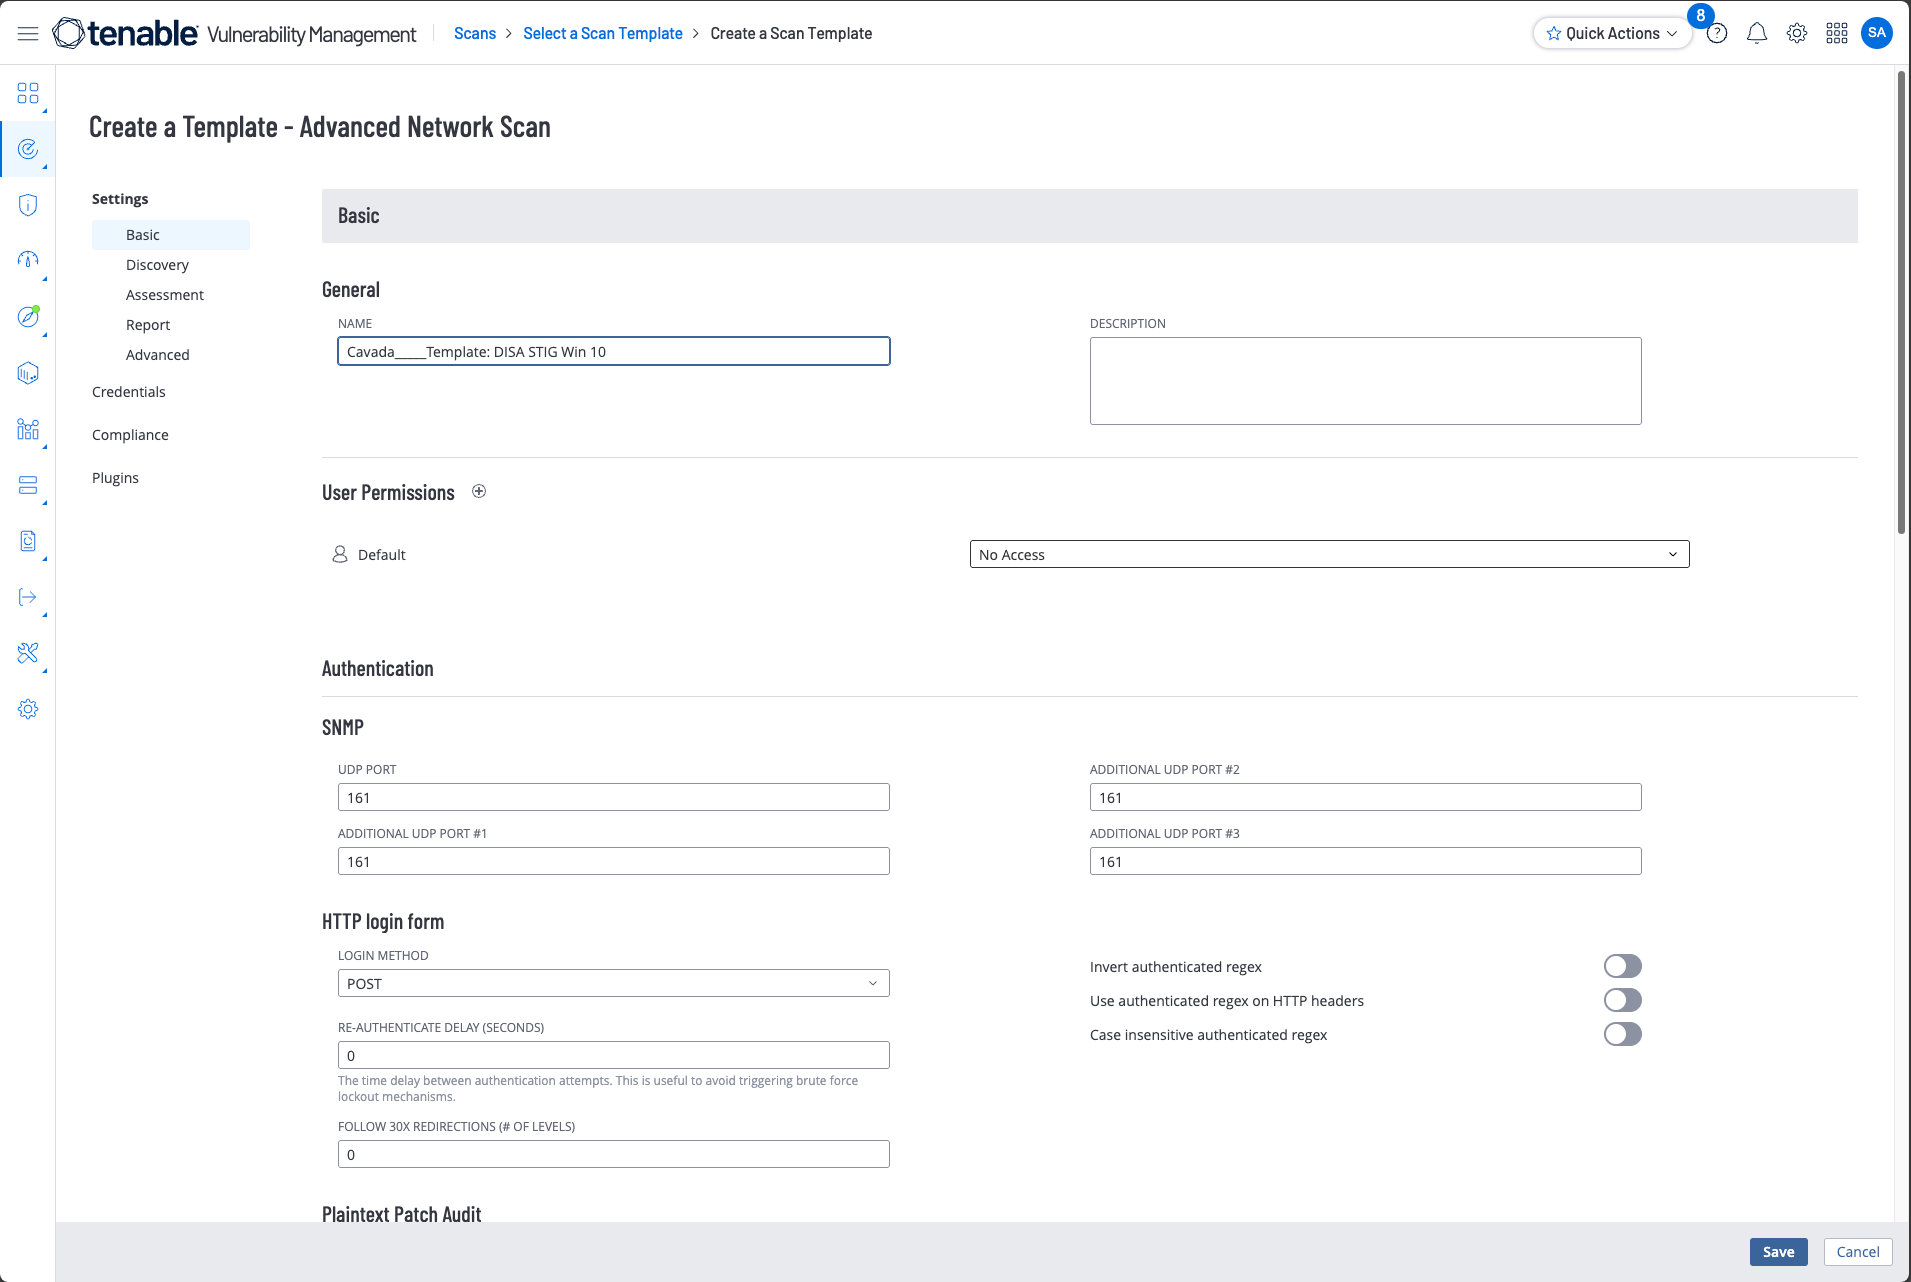 tenable Vulnerability Management
Scans > Select a Scan Template > Create a Scan Template
Quick Actions
8
?
SA
Create a Template - Advanced Network Scan
Settings
Basic
Discovery
Assessment
Report
Advanced
Credentials
Compliance
Plugins
Basic
General
NAME
Cavada_____Template: DISA STIG Win 10
DESCRIPTION
User Permissions
Default
No Access
Authentication
SNMP
UDP PORT
161
ADDITIONAL UDP PORT #2
161
ADDITIONAL UDP PORT #1
161
ADDITIONAL UDP PORT #3
161
HTTP login form
LOGIN METHOD
POST
Invert authenticated regex
Use authenticated regex on HTTP headers
Case insensitive authenticated regex
RE-AUTHENTICATE DELAY (SECONDS)
0
The time delay between authentication attempts. This is useful to avoid triggering brute force
lockout mechanisms.
FOLLOW 30X REDIRECTIONS (# OF LEVELS)
0
Plaintext Patch Audit
Save
Cancel